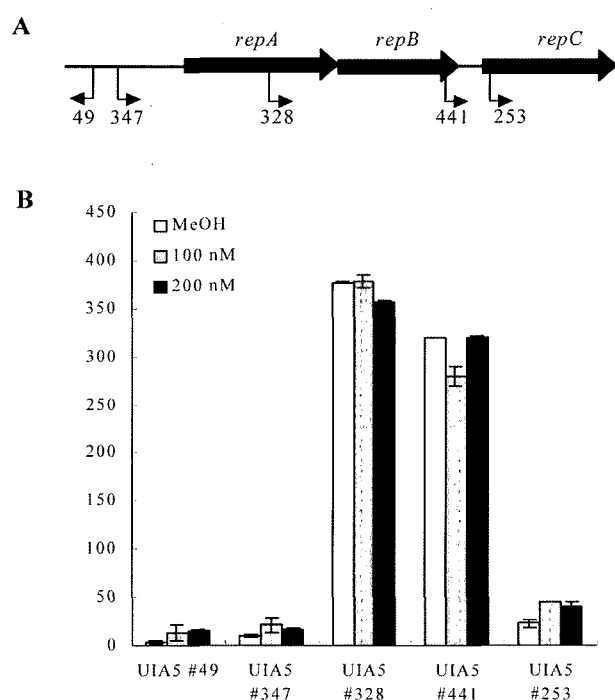 A
repA repB repC
49 347 328 441 253
B
450
400
350
300
250
200
150
100
50
0
MeOH
100 nM
200 nM
UIA5 #49 UIA5 UIA5 UIA5 UIA5
#347 #328 #441 #253